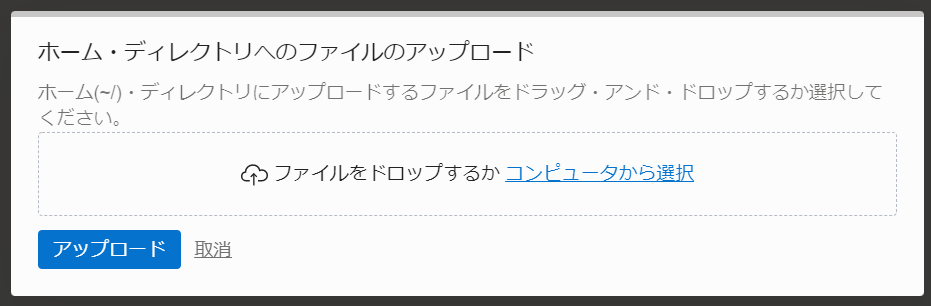 ホーム・ディレクトリへのファイルのアップロード
ホーム(~/)・ディレクトリにアップロードするファイルをドラッグ・アンド・ドロップするか選択して
ください。
ファイルをドロップするか コンピュータから選択
アップロード 取消